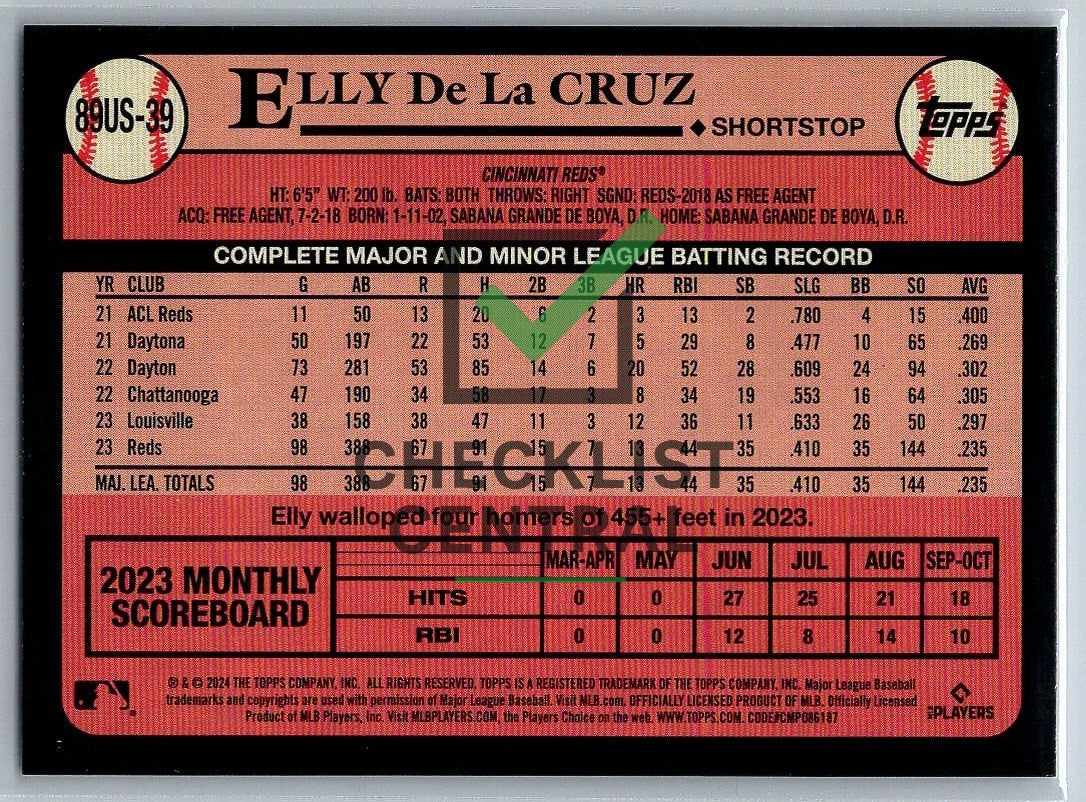 89US-39
ELLY De La CRUZ
◆ SHORTSTOP
TOPPS
CINCINNATI REDS®
HT: 6'5" WT: 200 lb. BATS: BOTH THROWS: RIGHT SGND: REDS-2018 AS FREE AGENT
ACQ: FREE AGENT, 7-2-18 BORN: 1-11-02, SABANA GRANDE DE BOYA, D.R. HOME: SABANA GRANDE DE BOYA, D.R.
COMPLETE MAJOR AND MINOR LEAGUE BATTING RECORD
YR CLUB G AB R H 2B 3B HR RBI SB SLG BB SO AVG
21 ACL Reds 11 50 13 20 6 2 3 13 2 .780 4 15 .400
21 Daytona 50 197 22 53 12 7 5 29 8 .477 10 65 .269
22 Dayton 73 281 53 85 14 6 20 52 28 .609 24 94 .302
22 Chattanooga 47 190 34 58 17 3 8 34 19 .553 16 64 .305
23 Louisville 38 158 38 47 11 3 12 36 11 .633 26 50 .297
23 Reds 98 388 67 91 15 7 13 44 35 .410 35 144 .235
MAJ. LEA. TOTALS 98 388 67 91 15 7 13 44 35 .410 35 144 .235
CHECKLIST
CENTRAL
Elly walloped four homers of 455+ feet in 2023.
2023 MONTHLY
SCOREBOARD
MAR-APR MAY JUN JUL AUG SEP-OCT
HITS 0 0 27 25 21 18
RBI 0 0 12 8 14 10
® & © 2024 THE TOPPS COMPANY, INC. ALL RIGHTS RESERVED. TOPPS IS A REGISTERED TRADEMARK OF THE TOPPS COMPANY, INC. Major League Baseball
trademarks and copyrights are used with permission of Major League Baseball. Visit MLB.com. OFFICIALLY LICENSED PRODUCT OF MLB. Officially Licensed
Product of MLB Players, Inc. Visit MLBPLAYERS.COM, the Players Choice on the web. WWW.TOPPS.COM. CODE#CMP086187
MLB PLAYERS